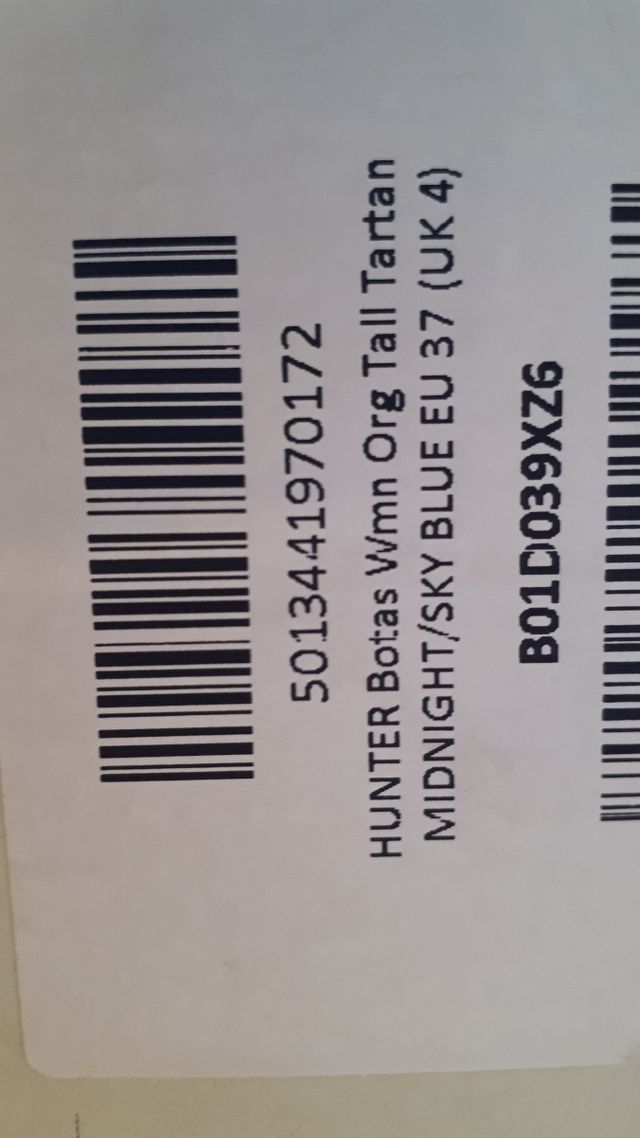 5013441970172
HUNTER Botas Wmn Org Tall Tartan
MIDNIGHT/SKY BLUE EU 37 (UK 4)
B01D039XZ6